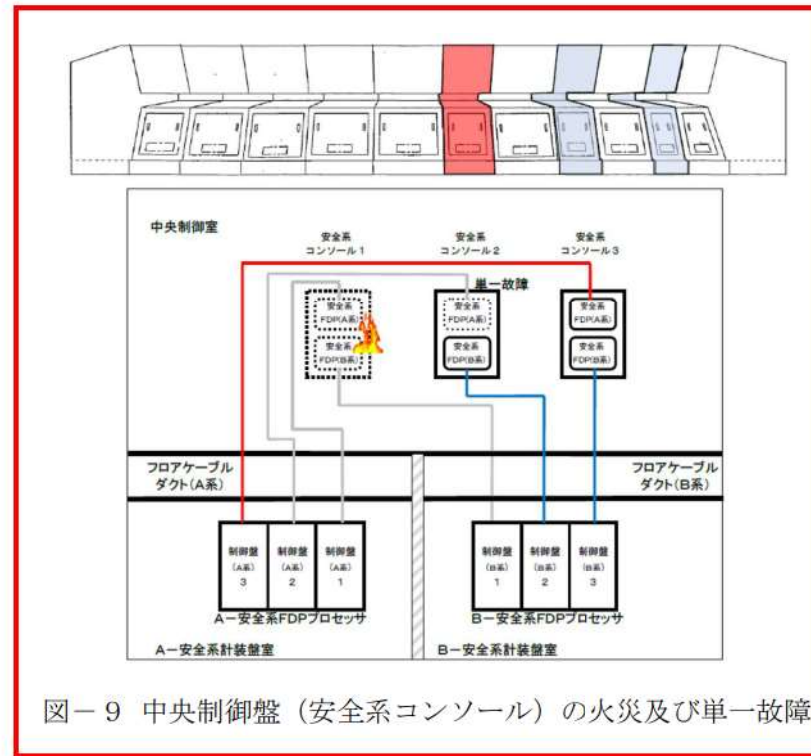 中央制御室
安全系
コンソール1
安全系
コンソール2
安全系
コンソール3
単一故障
安全系
FDP(A系)
安全系
FDP(B系)
安全系
FDP(A系)
安全系
FDP(B系)
安全系
FDP(A系)
安全系
FDP(B系)
フロアケーブル
ダクト(A系)
フロアケーブル
ダクト(B系)
制御盤
(A系)
3
制御盤
(A系)
2
制御盤
(A系)
1
制御盤
(B系)
1
制御盤
(B系)
2
制御盤
(B系)
3
A-安全系FDPプロセッサ
B-安全系FDPプロセッサ
A-安全系計装盤室
B-安全系計装盤室
図-9 中央制御盤（安全系コンソール）の火災及び単一故障